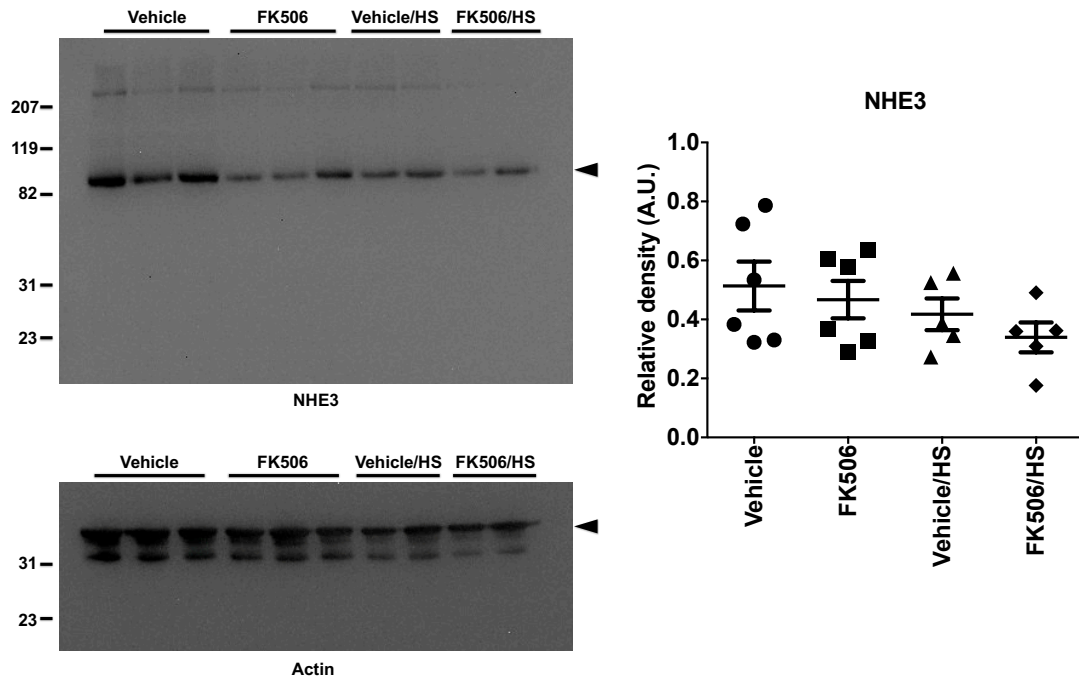 Vehicle FK506 Vehicle/HS FK506/HS
207
119
82
31
23
NHE3
Vehicle FK506 Vehicle/HS FK506/HS
31
23
Actin
NHE3
Relative density (A.U.)
1.0
0.8
0.6
0.4
0.2
0.0
Vehicle
FK506
Vehicle/HS
FK506/HS